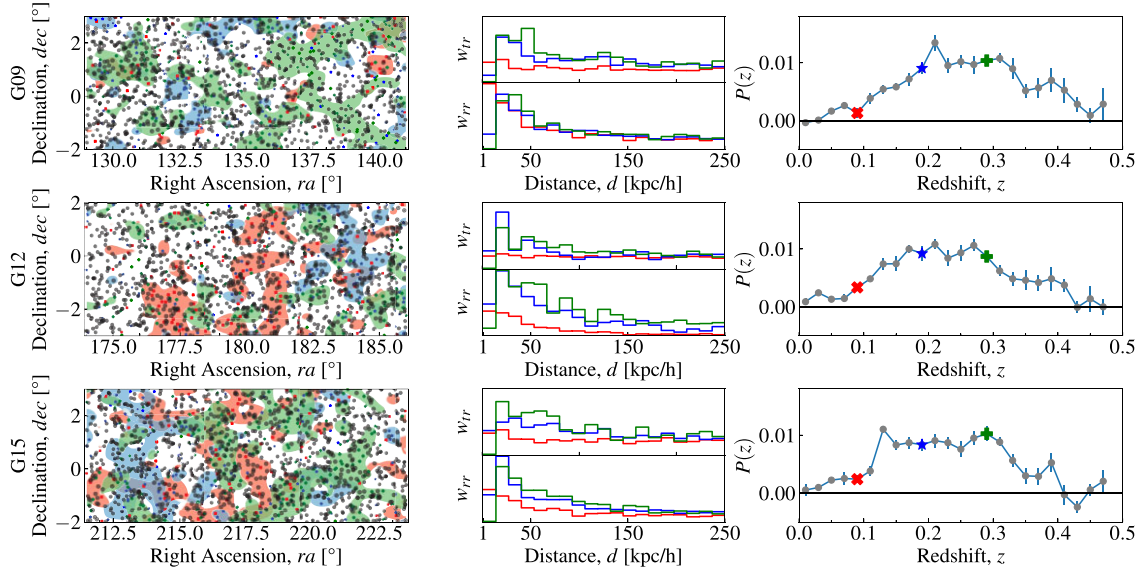 G09
Declination, dec [°]
2
0
−2
130.0 132.5 135.0 137.5 140.0
Right Ascension, ra [°]
w_tr
w_rr
1 50 150 250
Distance, d [kpc/h]
P(z)
0.01
0.00
0.0 0.1 0.2 0.3 0.4 0.5
Redshift, z
G12
Declination, dec [°]
2
0
−2
175.0 177.5 180.0 182.5 185.0
Right Ascension, ra [°]
w_tr
w_rr
1 50 150 250
Distance, d [kpc/h]
P(z)
0.01
0.00
0.0 0.1 0.2 0.3 0.4 0.5
Redshift, z
G15
Declination, dec [°]
2
0
−2
212.5 215.0 217.5 220.0 222.5
Right Ascension, ra [°]
w_tr
w_rr
1 50 150 250
Distance, d [kpc/h]
P(z)
0.01
0.00
0.0 0.1 0.2 0.3 0.4 0.5
Redshift, z